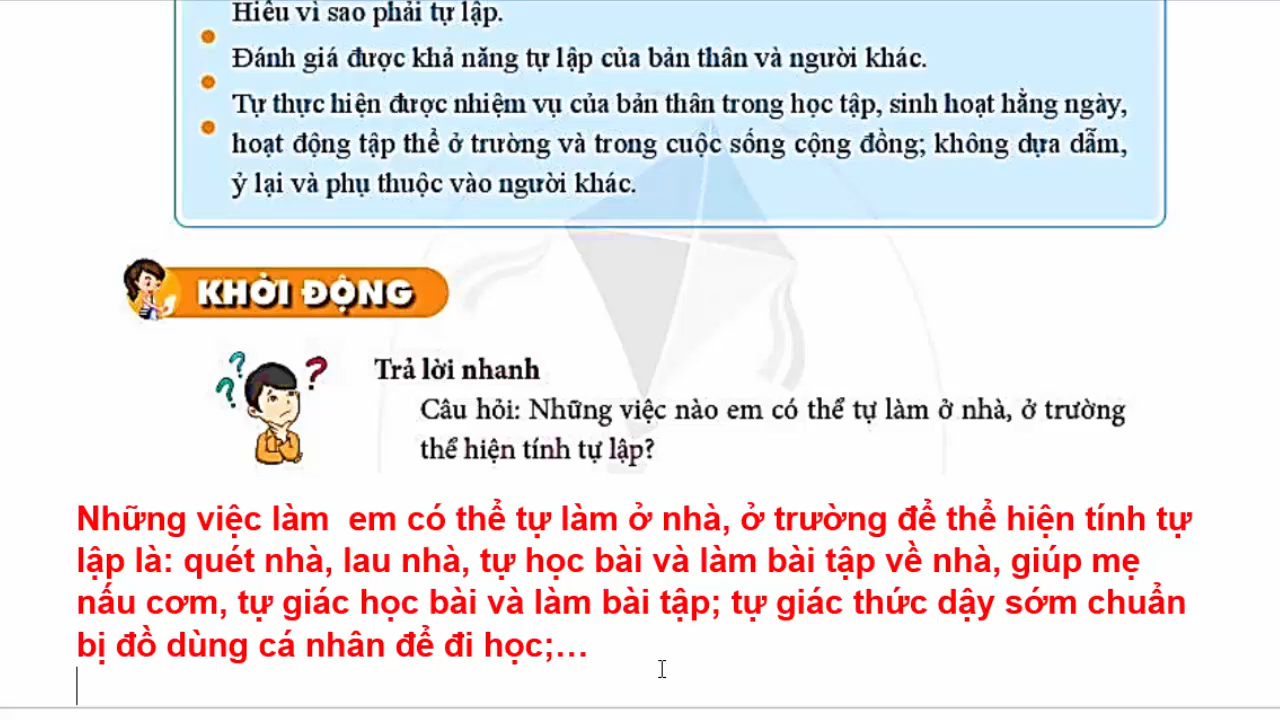 Hiểu vì sao phải tự lập.
Đánh giá được khả năng tự lập của bản thân và người khác.
Tự thực hiện được nhiệm vụ của bản thân trong học tập, sinh hoạt hằng ngày,
hoạt động tập thể ở trường và trong cuộc sống cộng đồng; không dựa dẫm,
ỷ lại và phụ thuộc vào người khác.
KHỞI ĐỘNG
Trả lời nhanh
Câu hỏi: Những việc nào em có thể tự làm ở nhà, ở trường
thể hiện tính tự lập?
Những việc làm  em có thể tự làm ở nhà, ở trường để thể hiện tính tự
lập là: quét nhà, lau nhà, tự học bài và làm bài tập về nhà, giúp mẹ
nấu cơm, tự giác học bài và làm bài tập; tự giác thức dậy sớm chuẩn
bị đồ dùng cá nhân để đi học;…